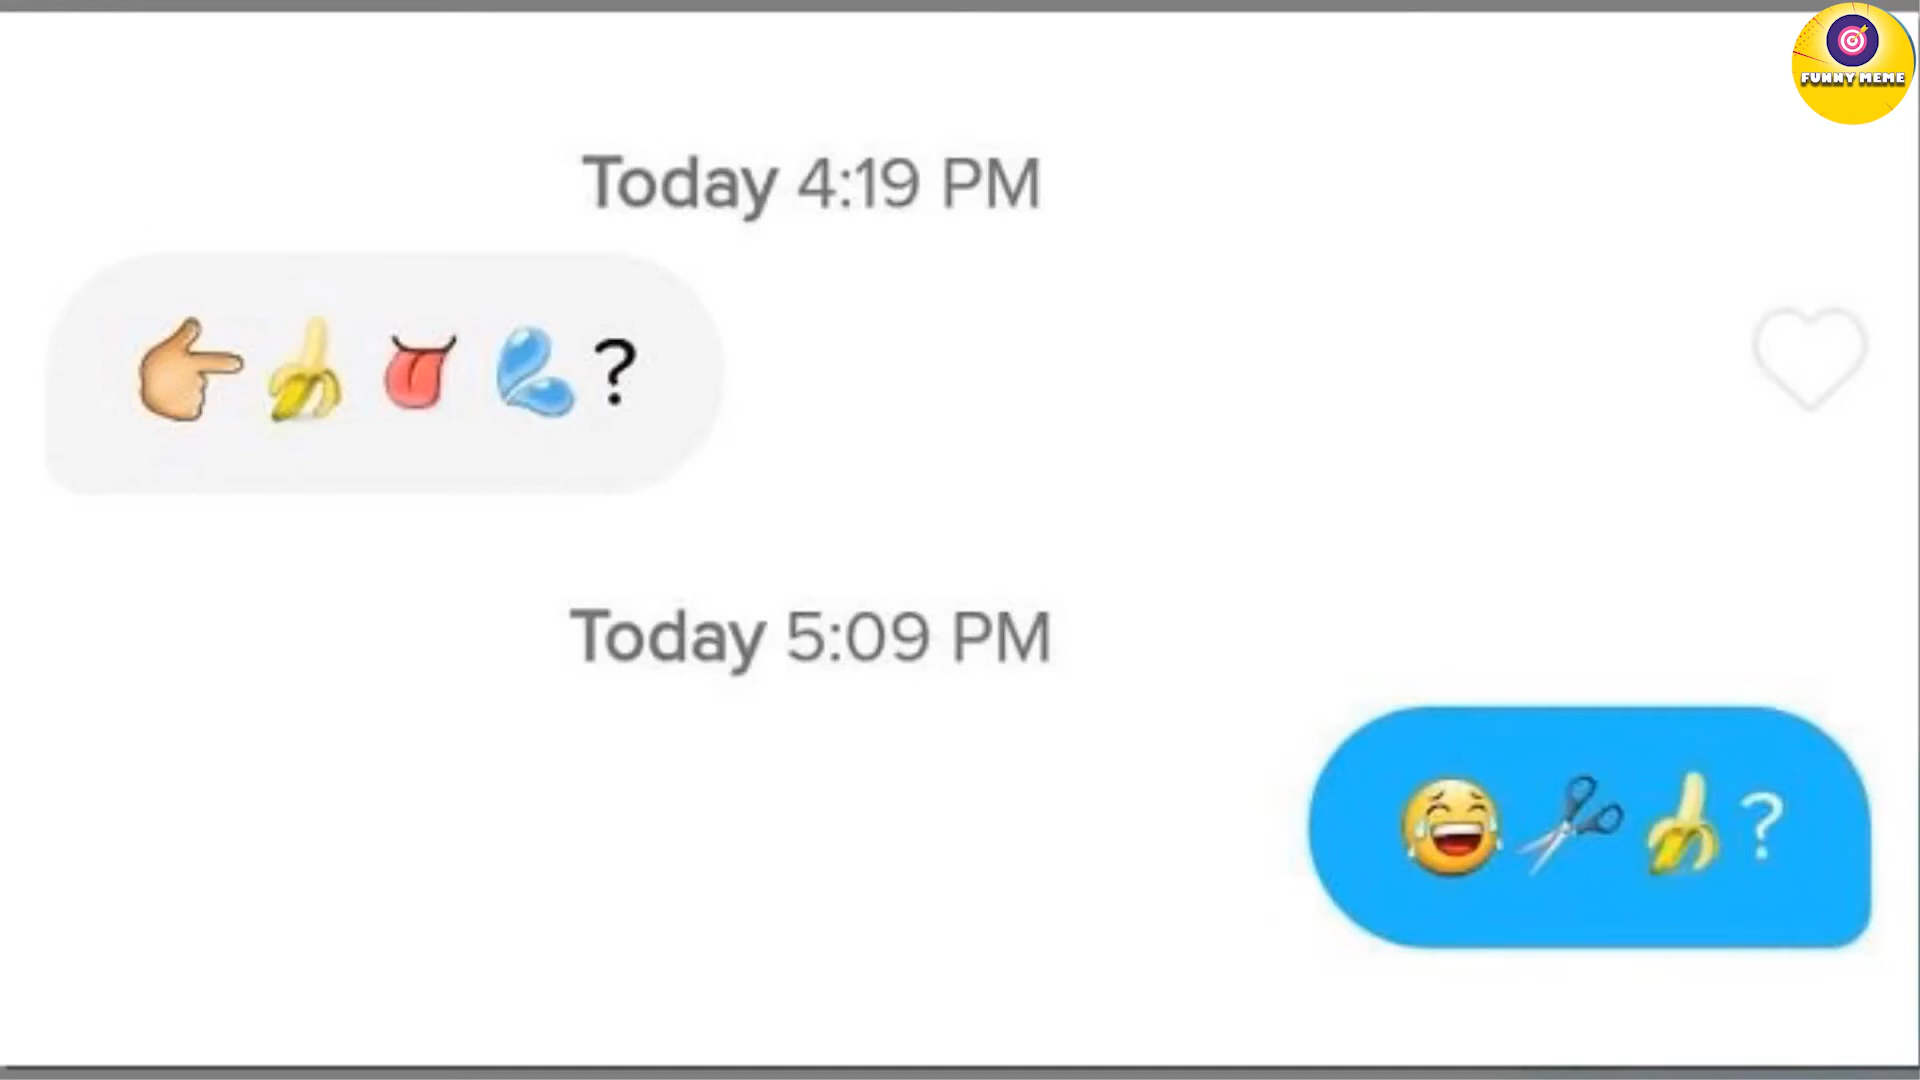 FUNNY MEME
Today 4:19 PM
👉🍌👅💦?
Today 5:09 PM
😂✂️🍌?